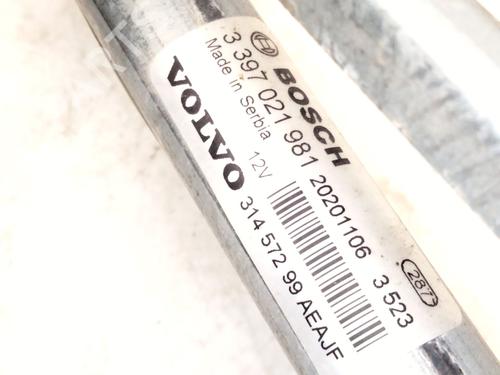 BOSCH
3 397 021 981 20201106 3 523
Made in Serbia 12V
VOLVO 314 572 99 AEAJF
287